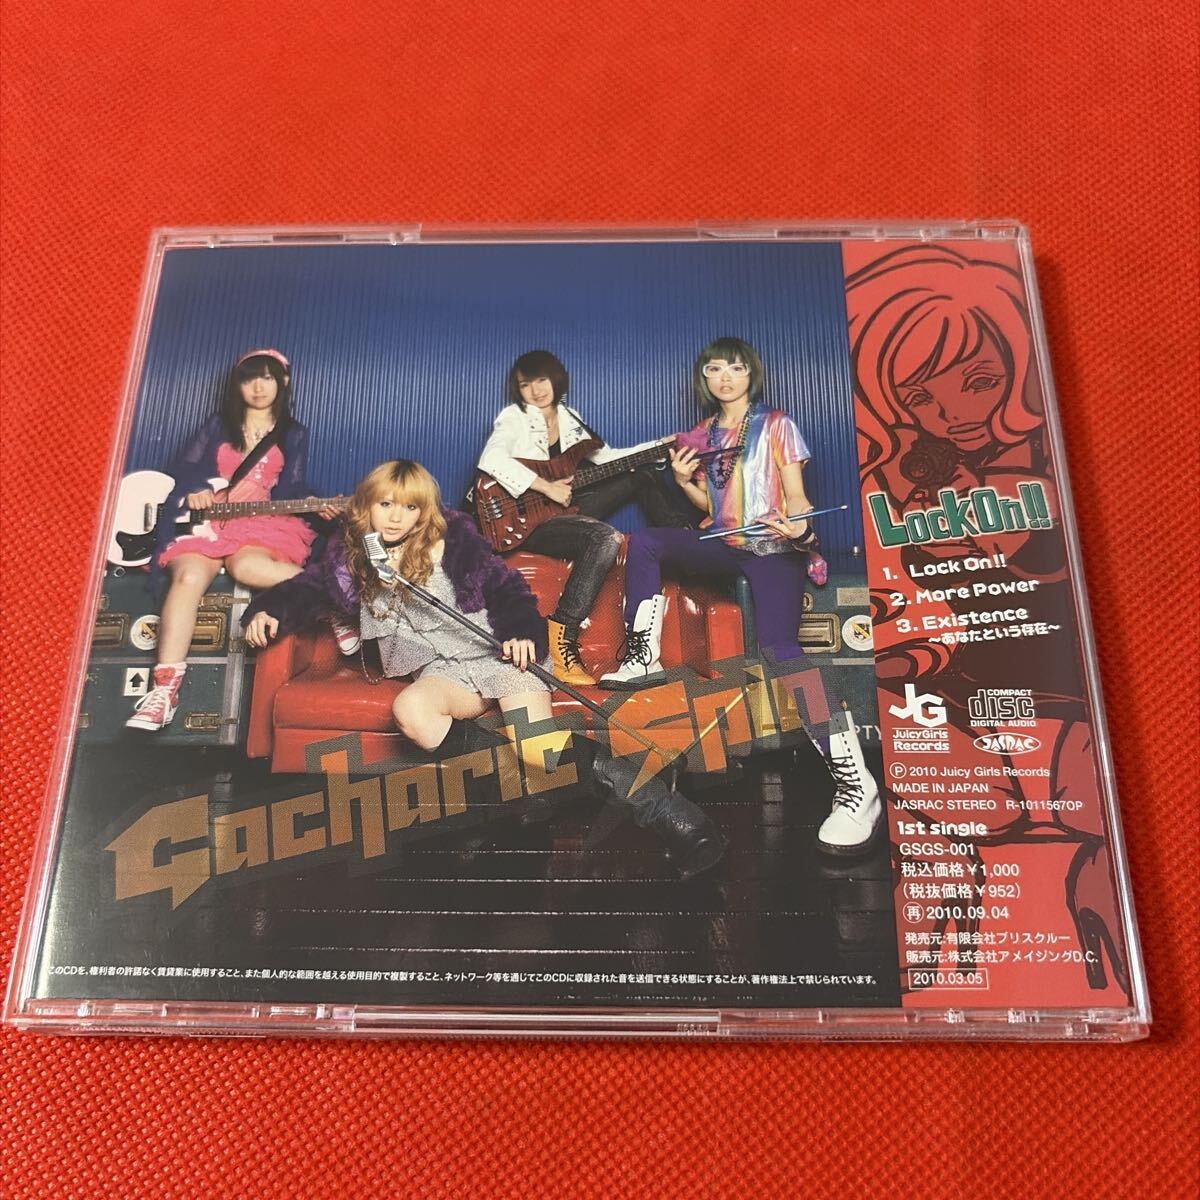 Gacharic Spin
Lock On!!
1. Lock On!!
2. More Power
3. Existence
～あなたという存在～
JG
JuicyGirls
Records
COMPACT
disc
DIGITAL AUDIO
JASRAC
Ⓟ 2010 Juicy Girls Records
MADE IN JAPAN
JASRAC STEREO R-1011567OP
1st single
GSGS-001
税込価格￥1,000
(税抜価格￥952)
再 2010.09.04
発売元:有限会社ブリスクルー
販売元:株式会社アメイジングD.C.
2010.03.05
このCDを、権利者の許諾なく賃貸業に使用すること、また個人的な範囲を越える使用目的で複製すること、ネットワーク等を通じてこのCDに収録された音を送信できる状態にすることが、著作権法上で禁じられています。